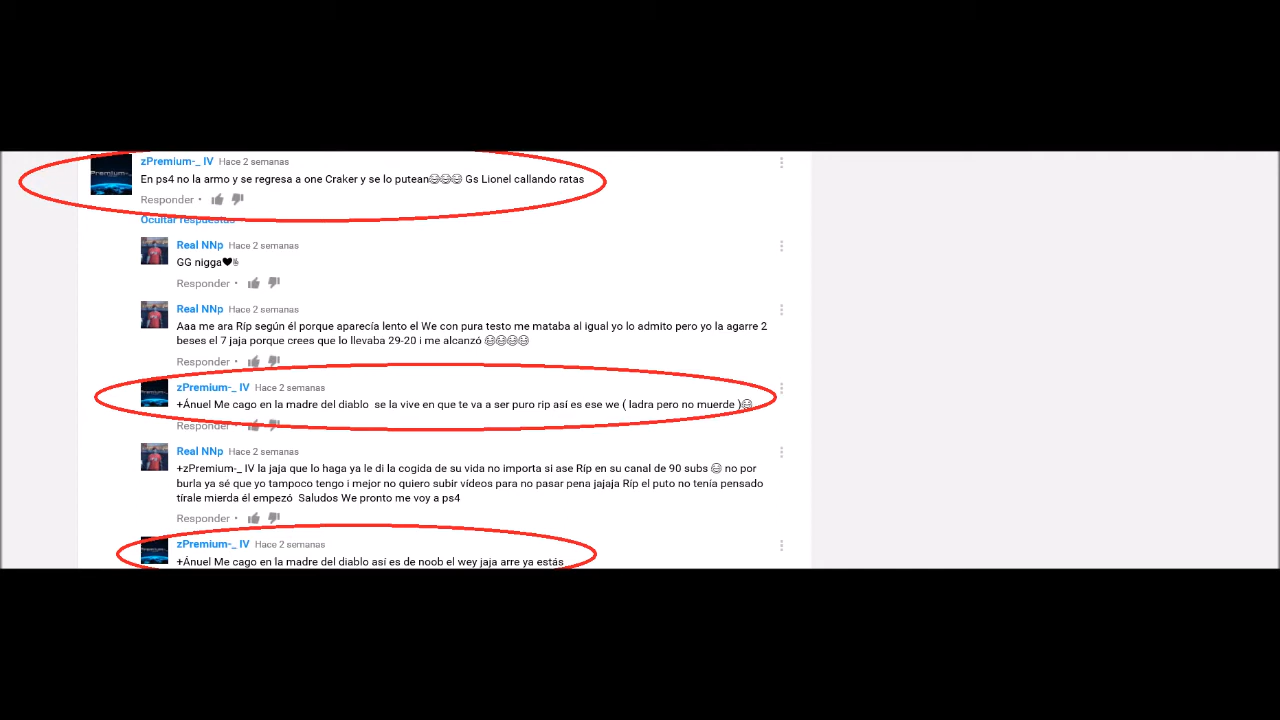 zPremium-_ IV Hace 2 semanas
En ps4 no la armo y se regresa a one Craker y se lo putean😂😂😂 Gs Lionel callando ratas
Responder •
Ocultar respuestas
Real NNp Hace 2 semanas
GG nigga🖤
Responder •
Real NNp Hace 2 semanas
Aaa me ara Ríp según él porque aparecía lento el We con pura testo me mataba al igual yo lo admito pero yo la agarre 2
beses el 7 jaja porque crees que lo llevaba 29-20 i me alcanzó 😂😂😂😂
Responder •
zPremium-_ IV Hace 2 semanas
+Ánuel Me cago en la madre del diablo  se la vive en que te va a ser puro rip así es ese we ( ladra pero no muerde )😂
Responder •
Real NNp Hace 2 semanas
+zPremium-_ IV la jaja que lo haga ya le di la cogida de su vida no importa si ase Ríp en su canal de 90 subs 😂 no por
burla ya sé que yo tampoco tengo i mejor no quiero subir vídeos para no pasar pena jajaja Ríp el puto no tenía pensado
tírale mierda él empezó  Saludos We pronto me voy a ps4
Responder •
zPremium-_ IV Hace 2 semanas
+Ánuel Me cago en la madre del diablo así es de noob el wey jaja arre ya estás